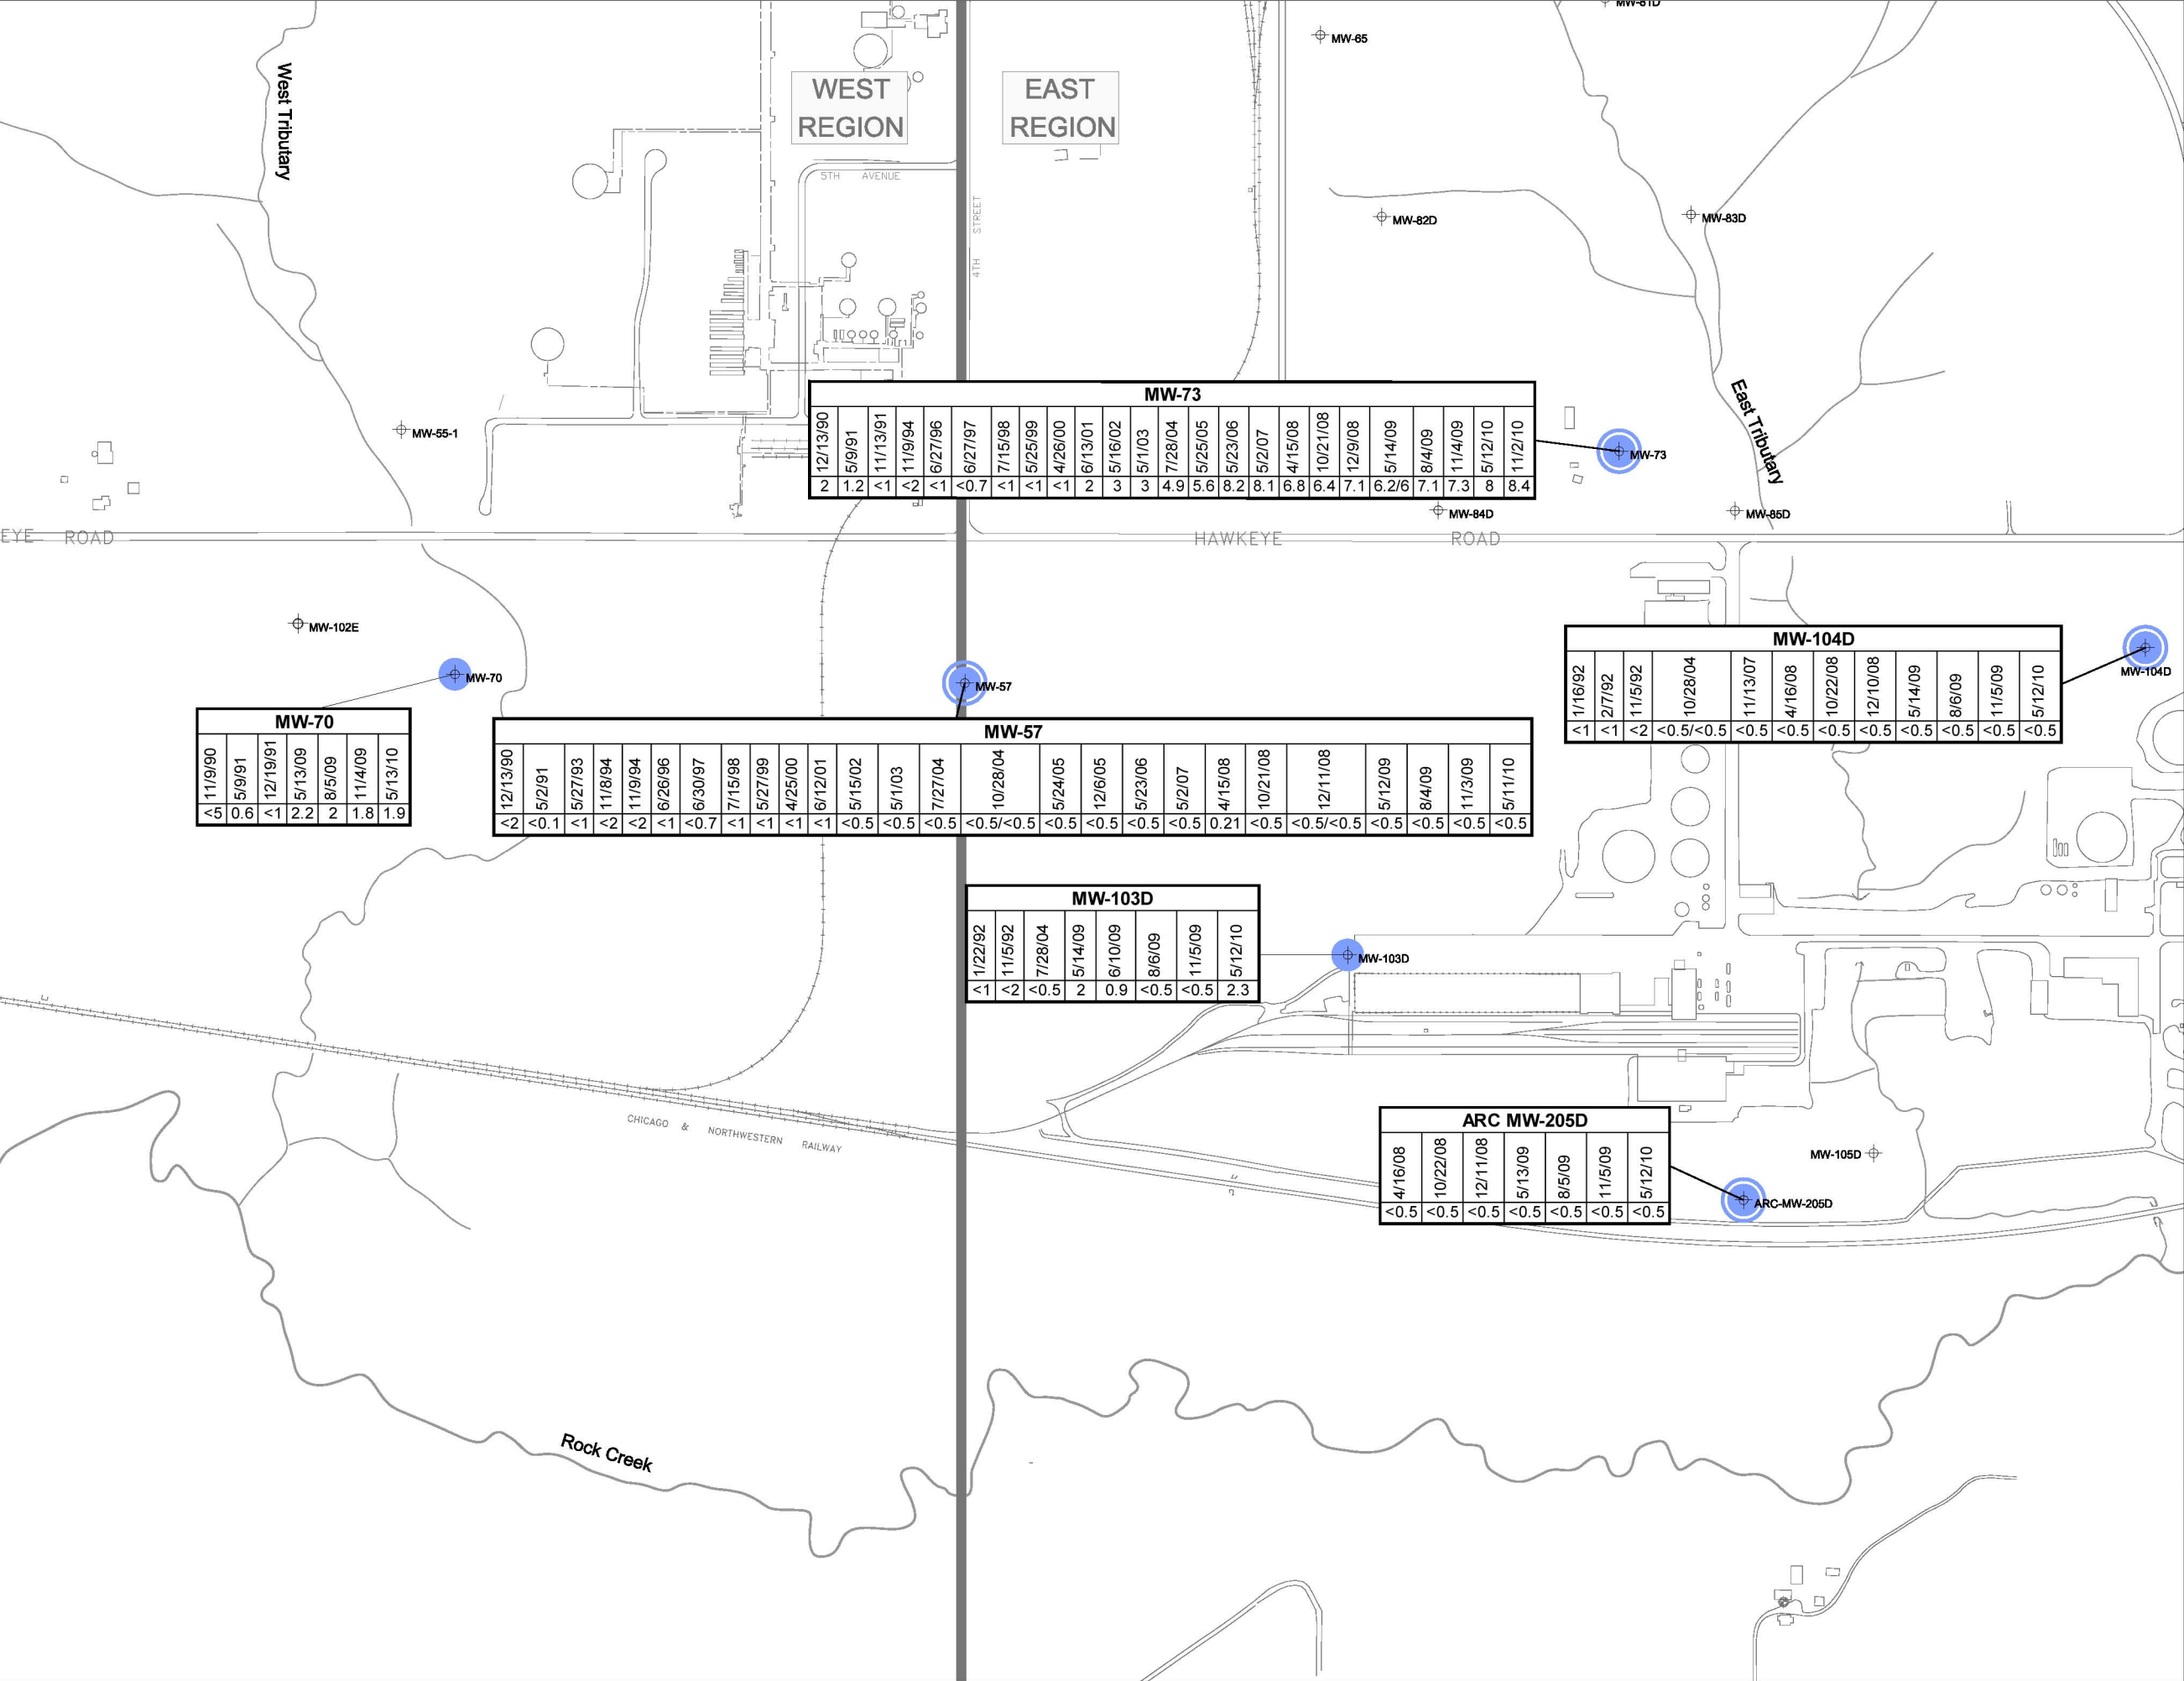 MW-81D
MW-65
West Tributary
WEST
REGION
EAST
REGION
5TH AVENUE
4TH STREET
MW-82D
MW-83D
MW-73
12/13/90 5/9/91 11/13/91 11/9/94 6/27/96 6/27/97 7/15/98 5/25/99 4/26/00 6/13/01 5/16/02 5/1/03 7/28/04 5/25/05 5/23/06 5/2/07 4/15/08 10/21/08 12/9/08 5/14/09 8/4/09 11/4/09 5/12/10 11/2/10
2 1.2 <1 <2 <1 <0.7 <1 <1 <1 2 3 3 4.9 5.6 8.2 8.1 6.8 6.4 7.1 6.2/6 7.1 7.3 8 8.4
East Tributary
MW-55-1
MW-73
MW-84D
MW-85D
EYE ROAD
HAWKEYE ROAD
MW-102E
MW-70
MW-57
MW-104D
1/16/92 2/7/92 11/5/92 10/28/04 11/13/07 4/16/08 10/22/08 12/10/08 5/14/09 8/6/09 11/5/09 5/12/10
<1 <1 <2 <0.5/<0.5 <0.5 <0.5 <0.5 <0.5 <0.5 <0.5 <0.5 <0.5
MW-104D
MW-70
11/9/90 5/9/91 12/19/91 5/13/09 8/5/09 11/4/09 5/13/10
<5 0.6 <1 2.2 2 1.8 1.9
MW-57
12/13/90 5/2/91 5/27/93 11/8/94 11/9/94 6/26/96 6/30/97 7/15/98 5/27/99 4/25/00 6/12/01 5/15/02 5/1/03 7/27/04 10/28/04 5/24/05 12/6/05 5/23/06 5/2/07 4/15/08 10/21/08 12/11/08 5/12/09 8/4/09 11/3/09 5/11/10
<2 <0.1 <1 <2 <2 <1 <0.7 <1 <1 <1 <1 <0.5 <0.5 <0.5 <0.5/<0.5 <0.5 <0.5 <0.5 <0.5 0.21 <0.5 <0.5/<0.5 <0.5 <0.5 <0.5 <0.5
MW-103D
1/22/92 11/5/92 7/28/04 5/14/09 6/10/09 8/6/09 11/5/09 5/12/10
<1 <2 <0.5 2 0.9 <0.5 <0.5 2.3
MW-103D
CHICAGO & NORTHWESTERN RAILWAY
ARC MW-205D
4/16/08 10/22/08 12/11/08 5/13/09 8/5/09 11/5/09 5/12/10
<0.5 <0.5 <0.5 <0.5 <0.5 <0.5 <0.5
MW-105D
ARC-MW-205D
Rock Creek